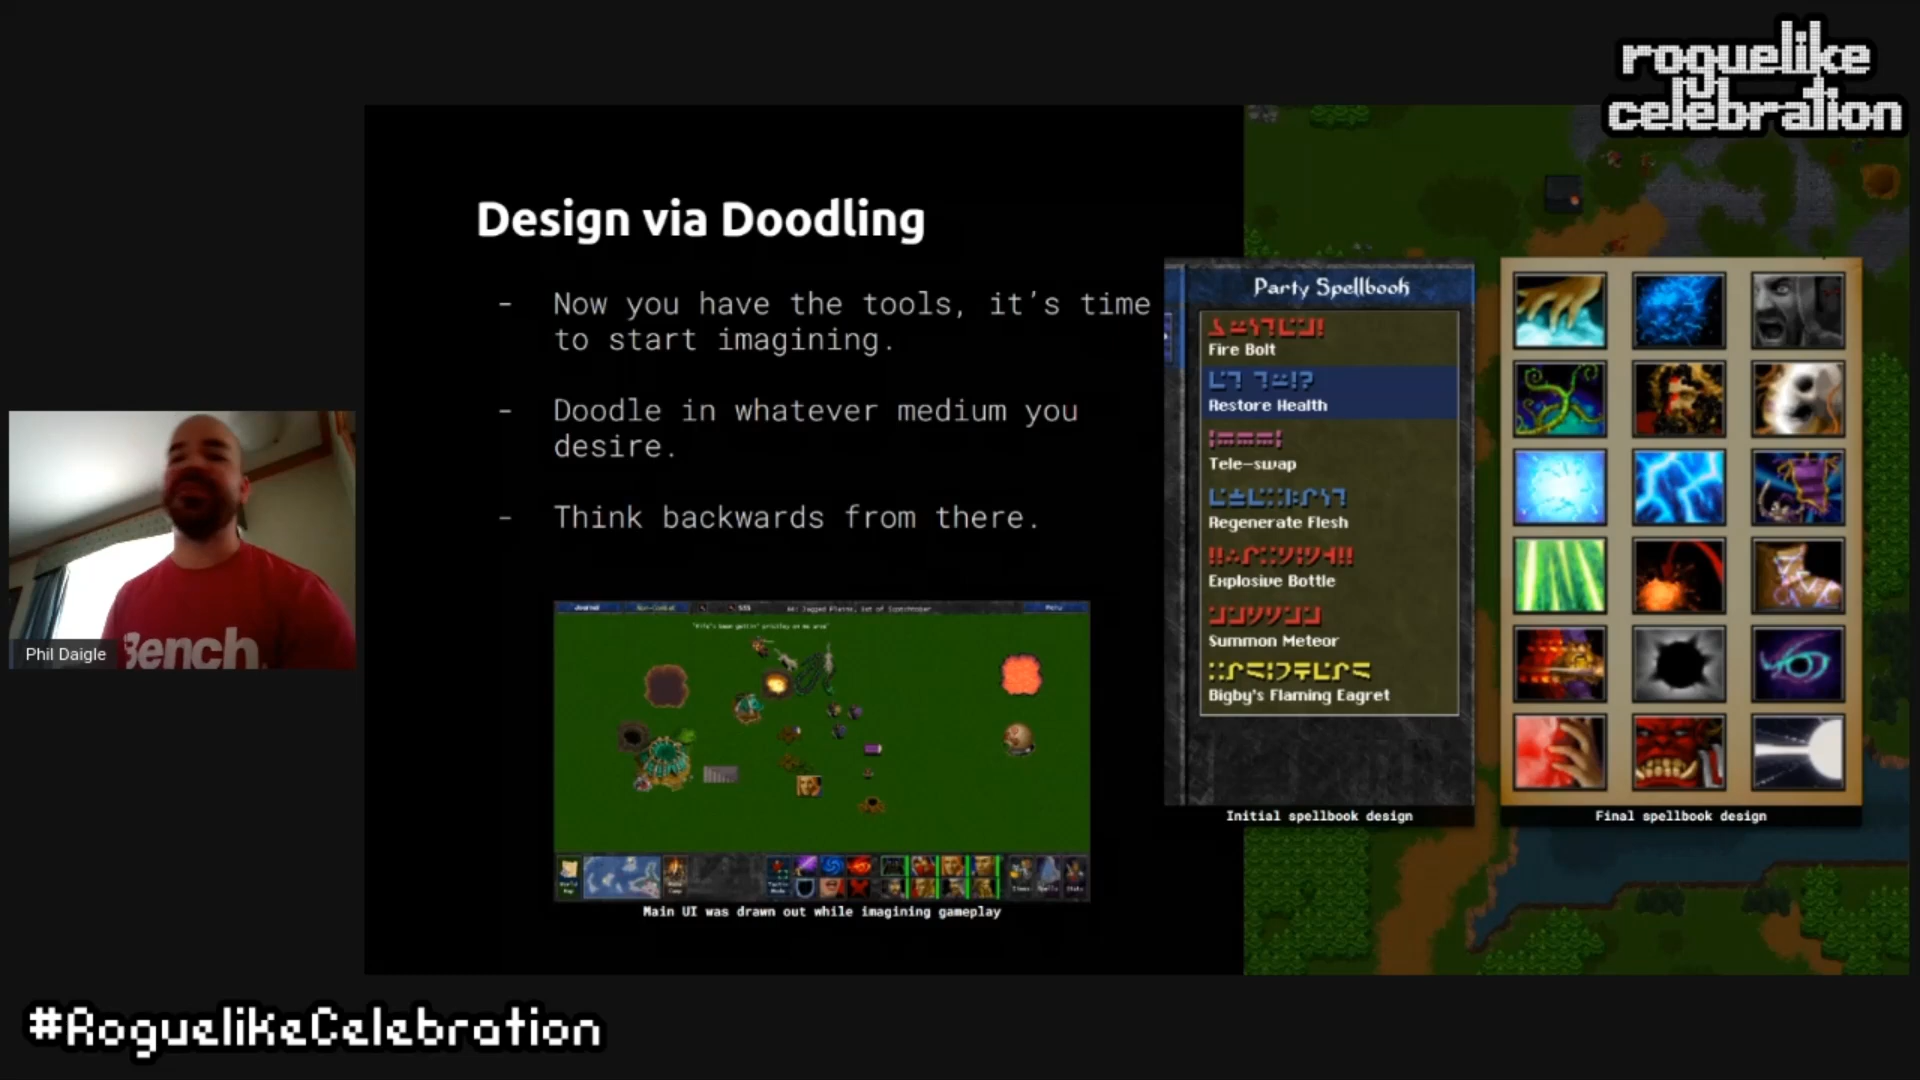 roguelike
celebration
Design via Doodling
- Now you have the tools, it's time
to start imagining.
- Doodle in whatever medium you
desire.
- Think backwards from there.
Party Spellbook
Fire Bolt
Restore Health
Tele-swap
Regenerate Flesh
Explosive Bottle
Summon Meteor
Bigby's Flaming Eagret
Initial spellbook design
Final spellbook design
Journal
Menu
Main UI was drawn out while imagining gameplay
Phil Daigle
Bench.
#RoguelikeCelebration